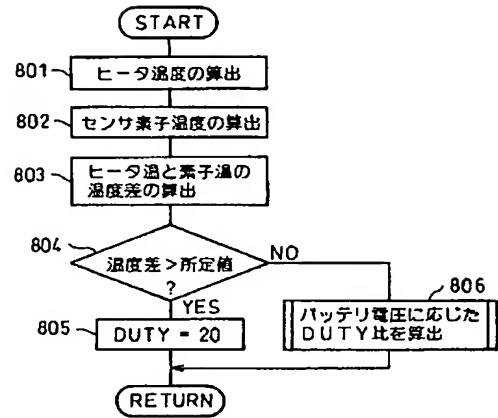 START
801
ヒータ温度の算出
802
センサ素子温度の算出
803
ヒータ温と素子温の
温度差の算出
804
温度差>所定値
?
NO
YES
805
DUTY = 20
806
バッテリ電圧に応じた
DUTY比を算出
RETURN